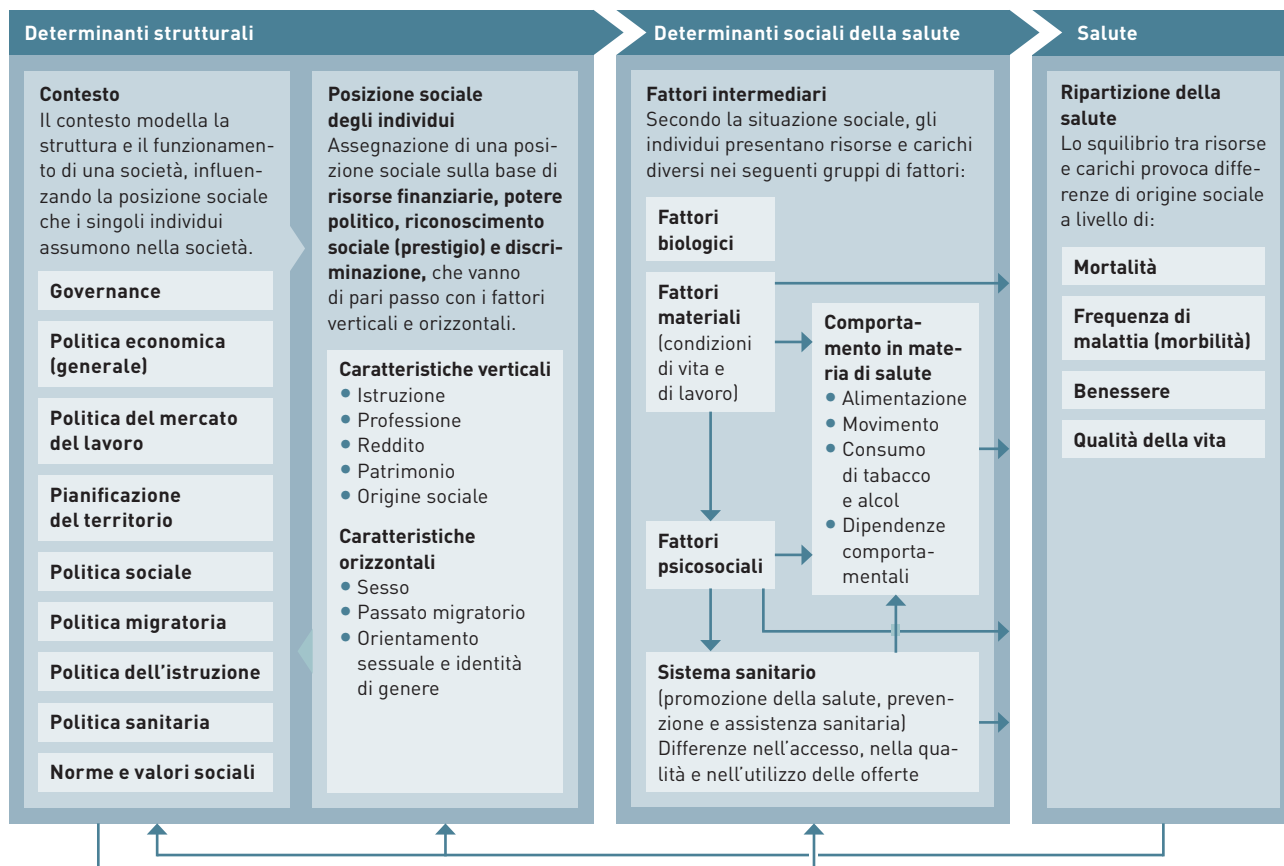 Determinanti strutturali
Determinanti sociali della salute
Salute
Contesto
Il contesto modella la
struttura e il funzionamen-
to di una società, influen-
zando la posizione sociale
che i singoli individui
assumono nella società.
Governance
Politica economica
(generale)
Politica del mercato
del lavoro
Pianificazione
del territorio
Politica sociale
Politica migratoria
Politica dell'istruzione
Politica sanitaria
Norme e valori sociali
Posizione sociale
degli individui
Assegnazione di una posi-
zione sociale sulla base di
risorse finanziarie, potere
politico, riconoscimento
sociale (prestigio) e discri-
minazione, che vanno
di pari passo con i fattori
verticali e orizzontali.
Caratteristiche verticali
• Istruzione
• Professione
• Reddito
• Patrimonio
• Origine sociale
Caratteristiche
orizzontali
• Sesso
• Passato migratorio
• Orientamento
sessuale e identità
di genere
Fattori intermediari
Secondo la situazione sociale, gli
individui presentano risorse e carichi
diversi nei seguenti gruppi di fattori:
Fattori
biologici
Fattori
materiali
(condizioni
di vita e
di lavoro)
Fattori
psicosociali
Comporta-
mento in mate-
ria di salute
• Alimentazione
• Movimento
• Consumo
di tabacco
e alcol
• Dipendenze
comporta-
mentali
Sistema sanitario
(promozione della salute, preven-
zione e assistenza sanitaria)
Differenze nell'accesso, nella qua-
lità e nell'utilizzo delle offerte
Ripartizione della
salute
Lo squilibrio tra risorse
e carichi provoca diffe-
renze di origine sociale
a livello di:
Mortalità
Frequenza di
malattia (morbilità)
Benessere
Qualità della vita